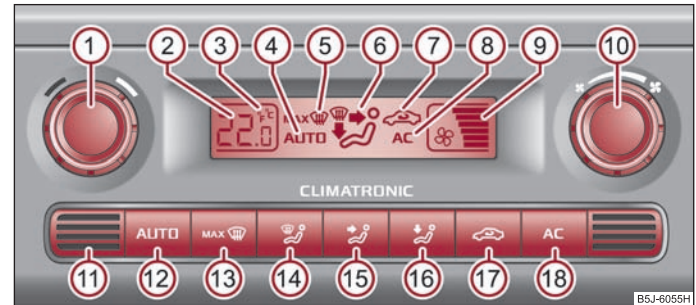 1 2 3 4 5 6 7 8 9 10
22.0 °F °C MAX AUTO AC
CLIMATRONIC
AUTO MAX AC
11 12 13 14 15 16 17 18
B5J-6055H